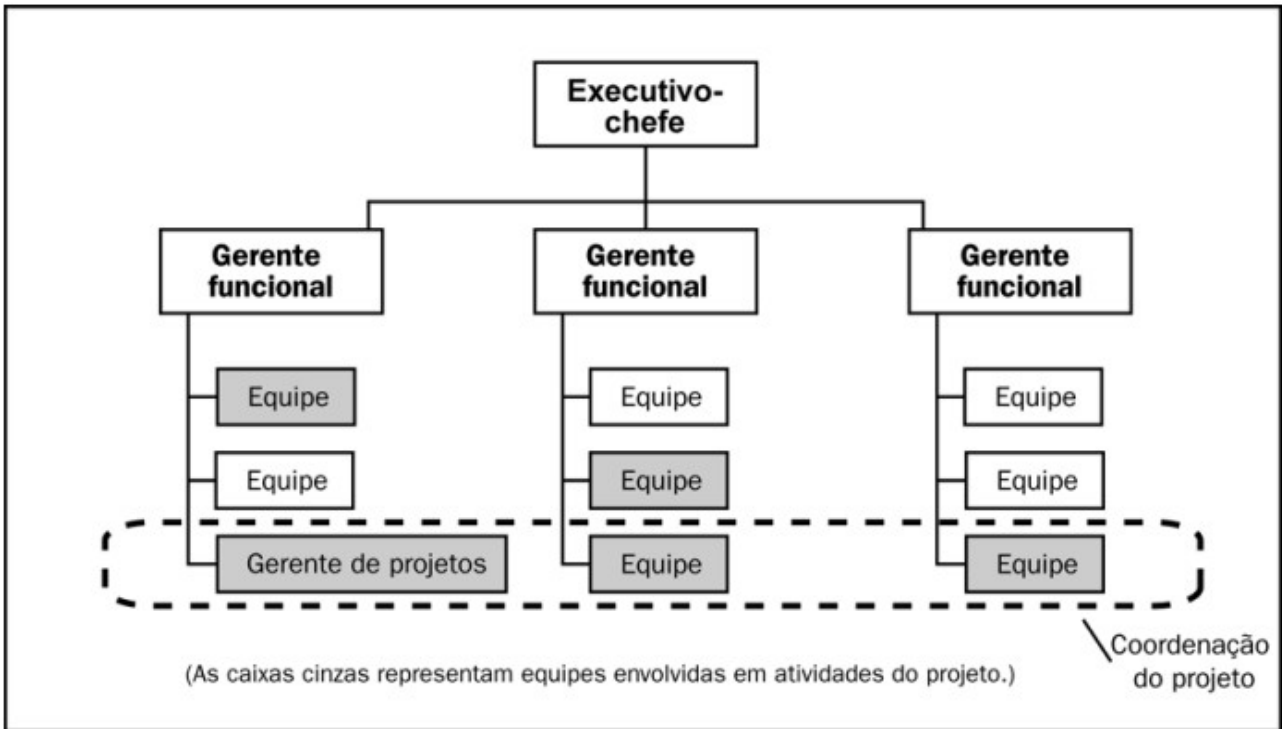 Executivo-
chefe
Gerente
funcional
Gerente
funcional
Gerente
funcional
Equipe
Equipe
Equipe
Equipe
Equipe
Equipe
Gerente de projetos
Equipe
Equipe
(As caixas cinzas representam equipes envolvidas em atividades do projeto.)
Coordenação
do projeto